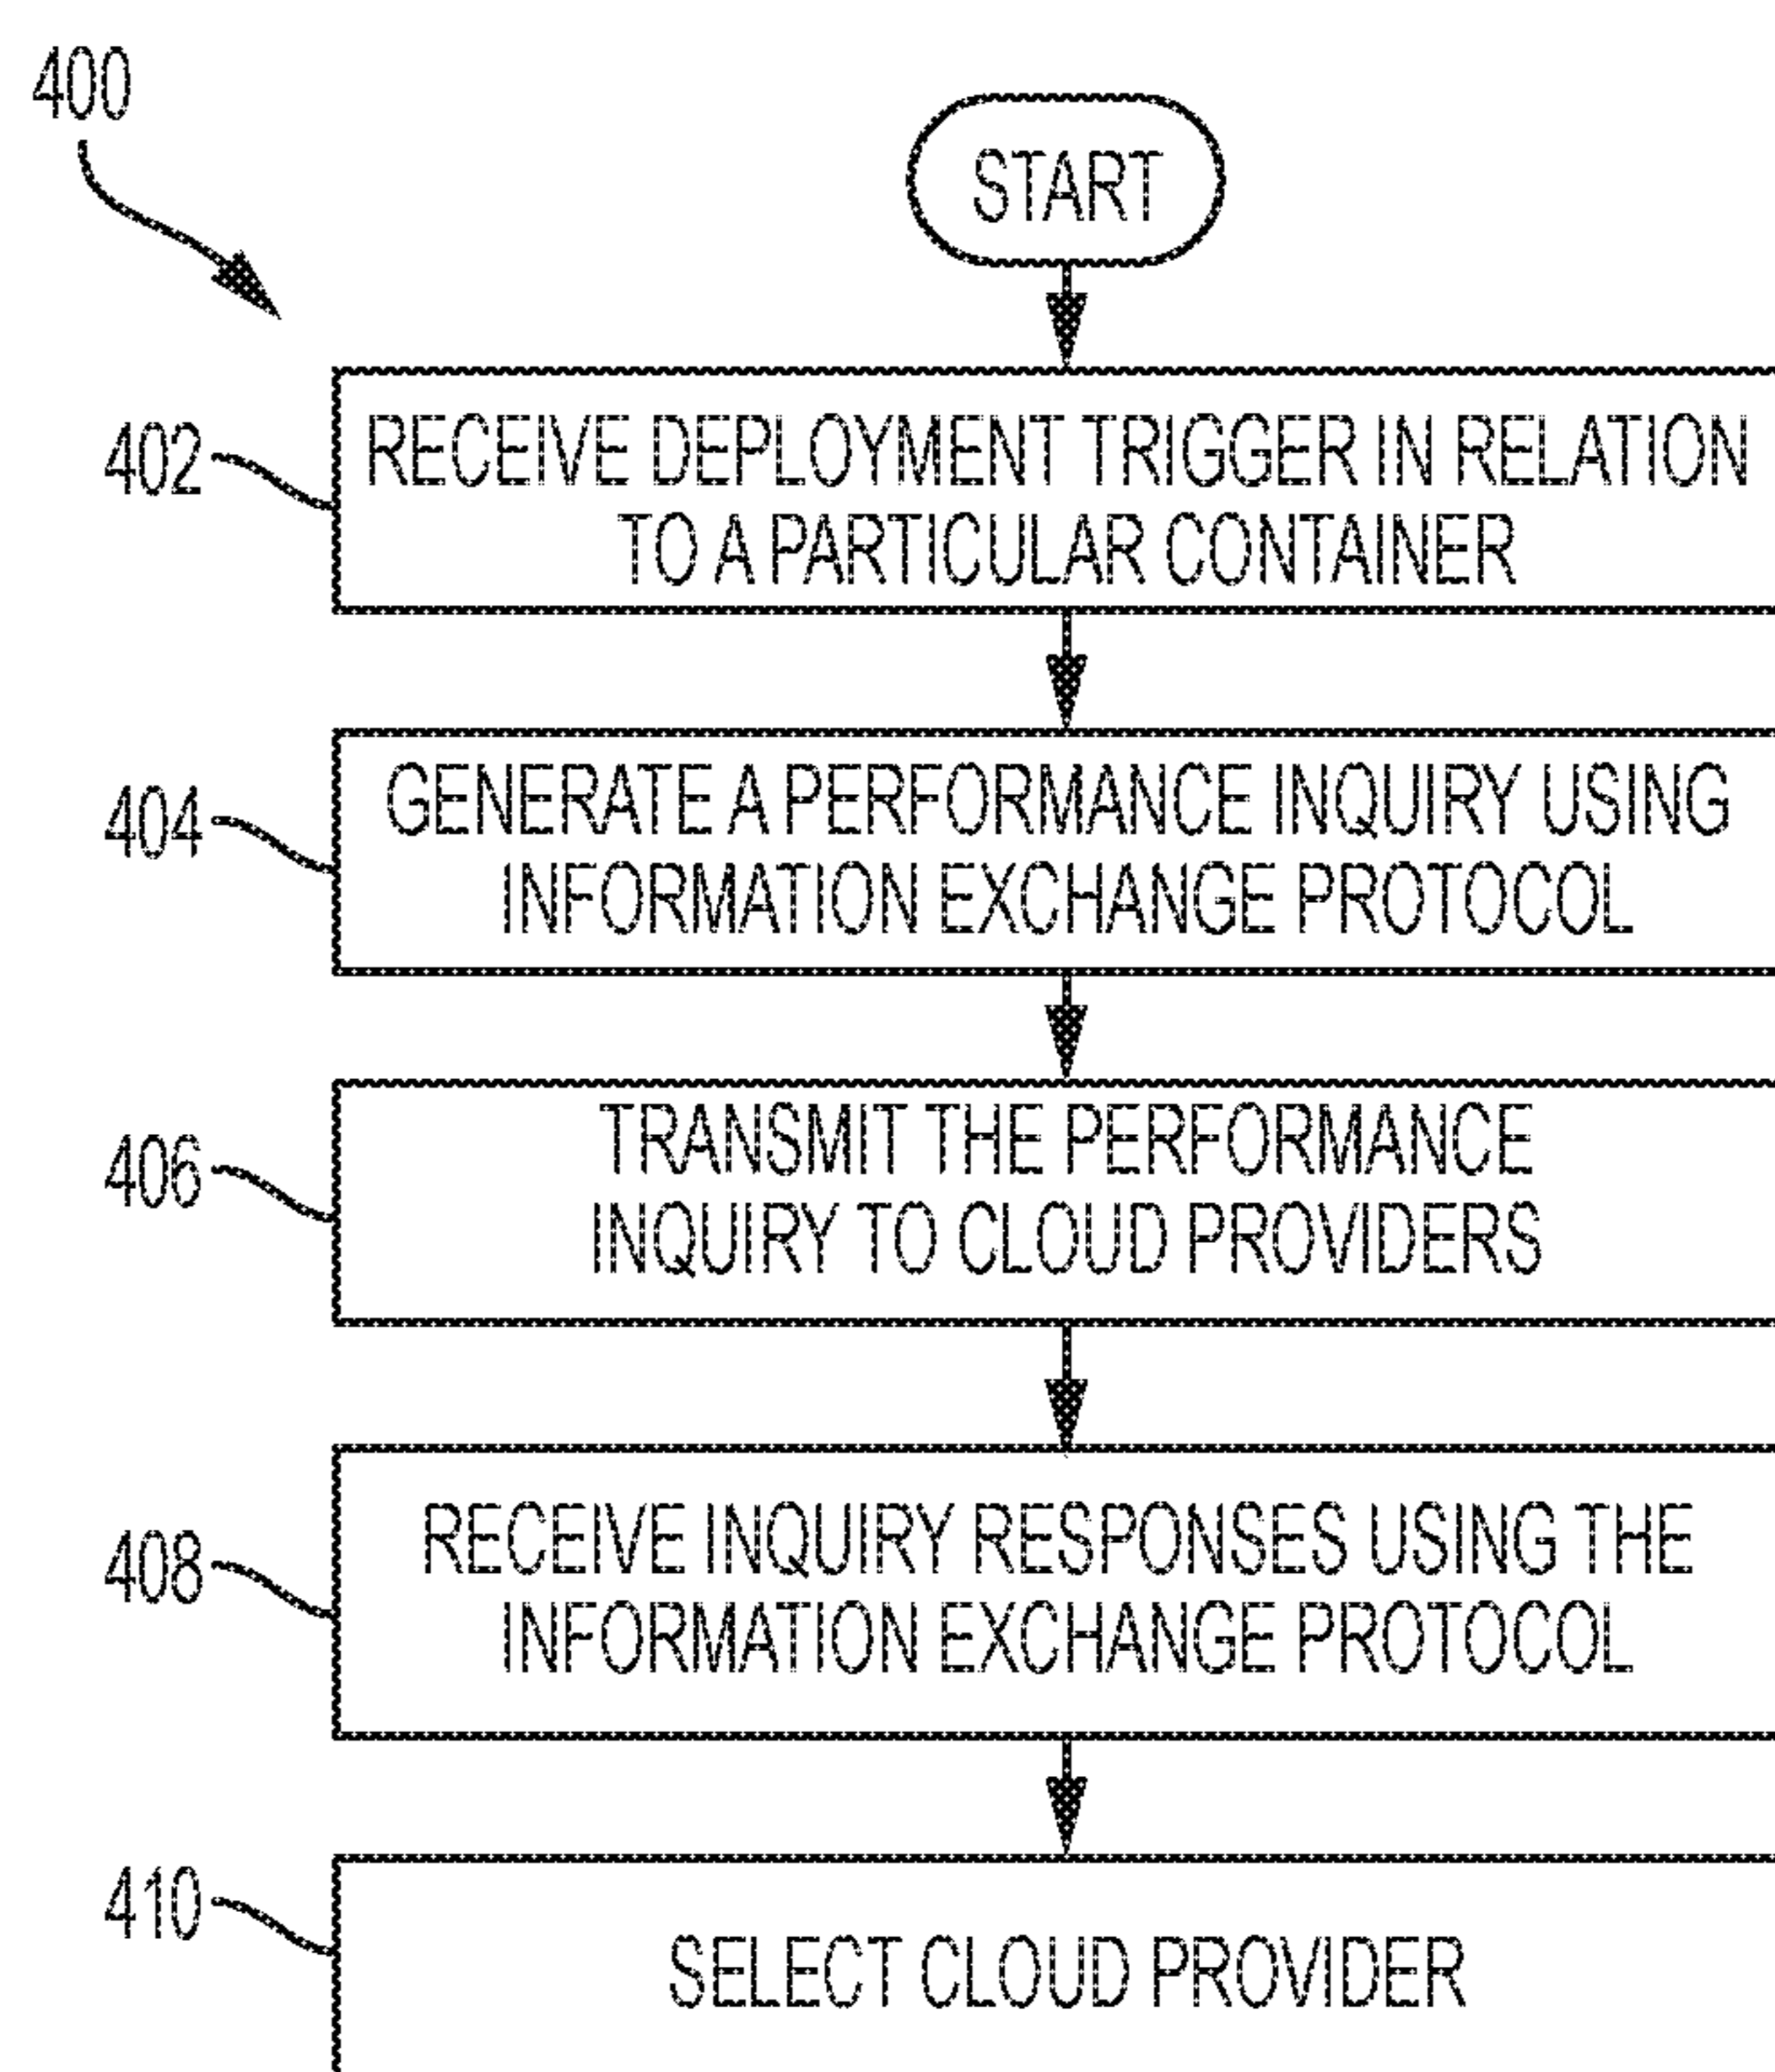 400
START
402
RECEIVE DEPLOYMENT TRIGGER IN RELATION
TO A PARTICULAR CONTAINER
404
GENERATE A PERFORMANCE INQUIRY USING
INFORMATION EXCHANGE PROTOCOL
406
TRANSMIT THE PERFORMANCE
INQUIRY TO CLOUD PROVIDERS
408
RECEIVE INQUIRY RESPONSES USING THE
INFORMATION EXCHANGE PROTOCOL
410
SELECT CLOUD PROVIDER